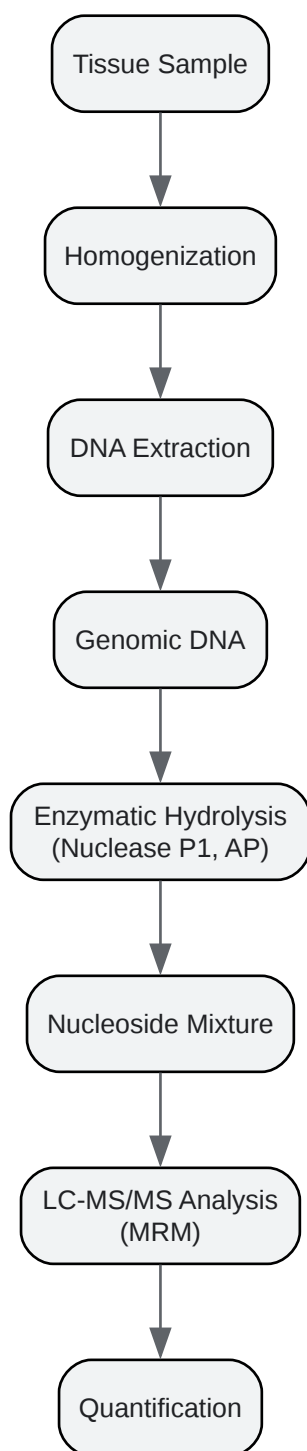 Tissue Sample
Homogenization
DNA Extraction
Genomic DNA
Enzymatic Hydrolysis
(Nuclease P1, AP)
Nucleoside Mixture
LC-MS/MS Analysis
(MRM)
Quantification